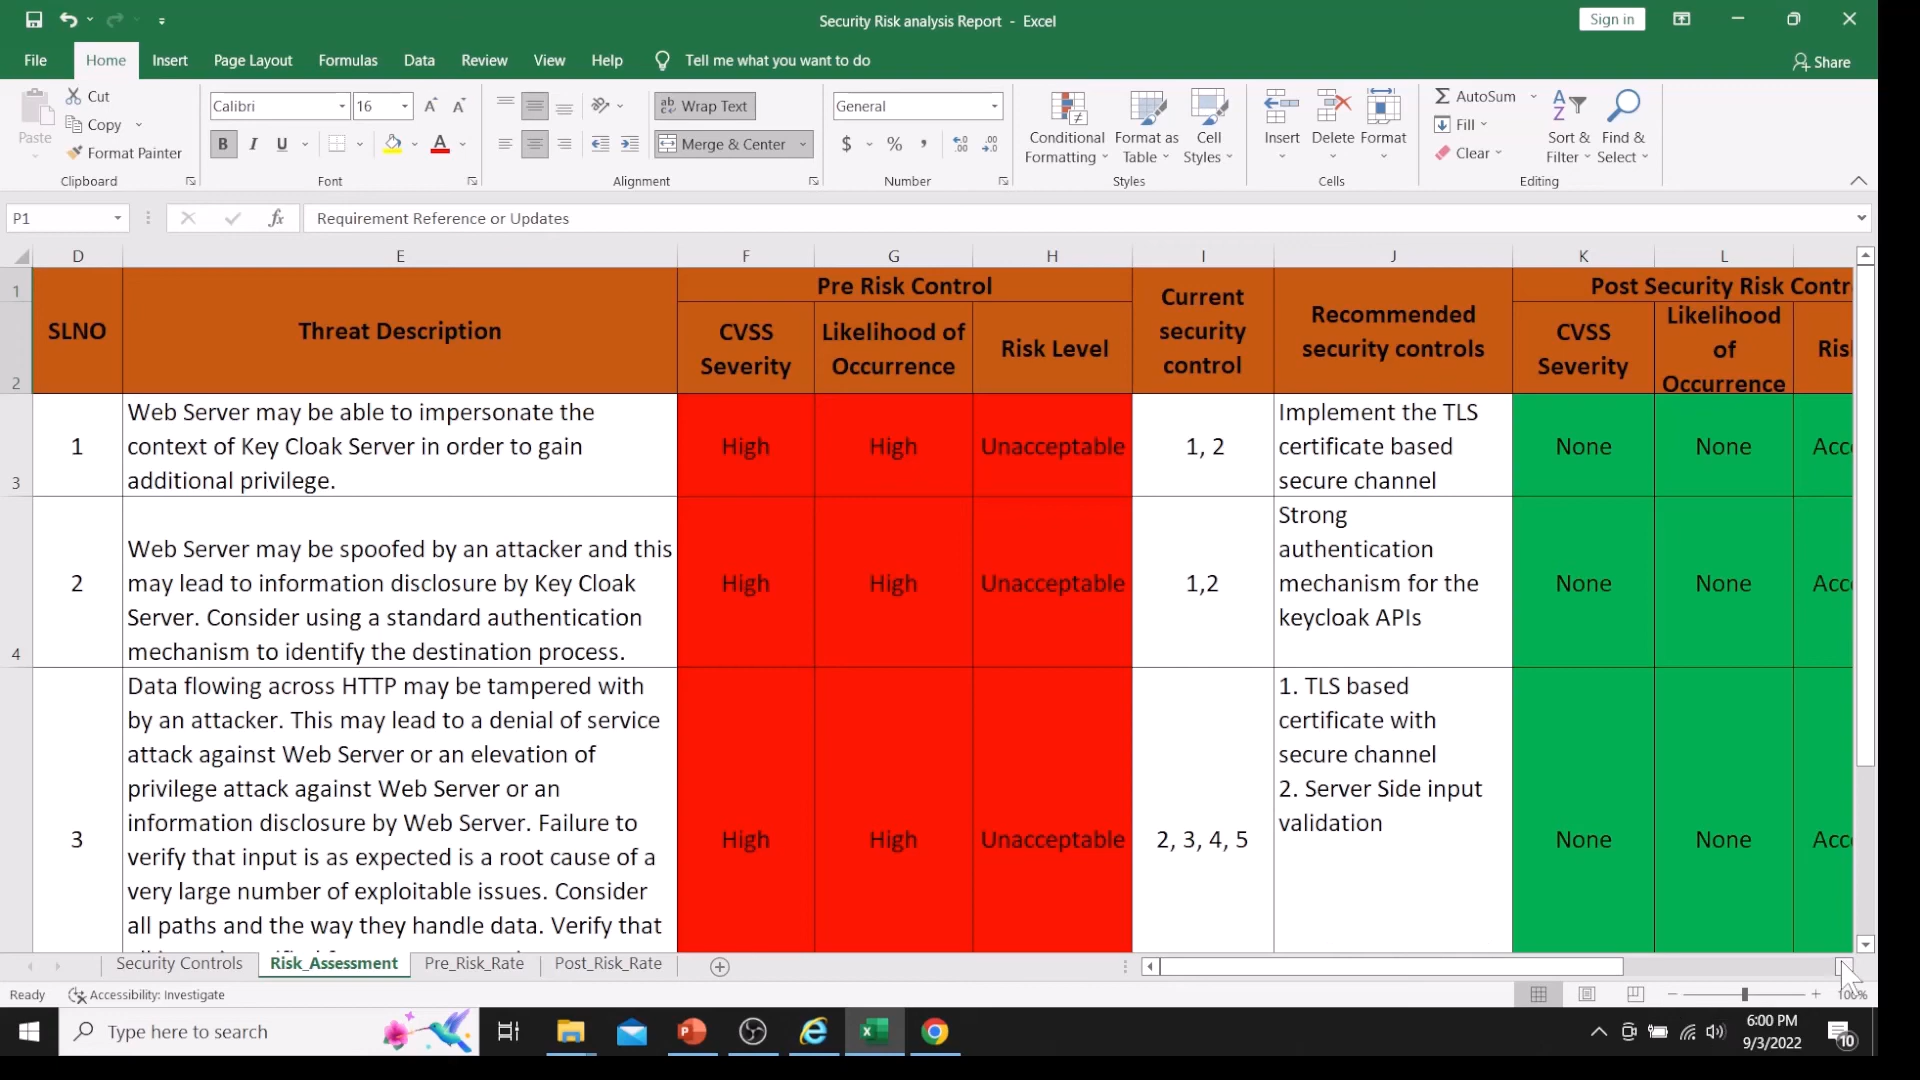 Security Risk analysis Report - Excel
Sign in
File Home Insert Page Layout Formulas Data Review View Help Tell me what you want to do
Share
Paste
Cut
Copy
Format Painter
Clipboard
Calibri 16
B I U
Font
Wrap Text
Merge & Center
Alignment
General
$ % ,
Number
Conditional Formatting
Format as Table
Cell Styles
Styles
Insert Delete Format
Cells
AutoSum
Fill
Clear
Sort & Filter
Find & Select
Editing
P1 fx Requirement Reference or Updates
D E F G H I J K L
1
2
SLNO
Threat Description
Pre Risk Control
CVSS
Severity
Likelihood of
Occurrence
Risk Level
Current
security
control
Recommended
security controls
Post Security Risk Contr
CVSS
Severity
Likelihood
of
Occurrence
Ris
3
1
Web Server may be able to impersonate the
context of Key Cloak Server in order to gain
additional privilege.
High
High
Unacceptable
1, 2
Implement the TLS
certificate based
secure channel
None
None
Acc
4
2
Web Server may be spoofed by an attacker and this
may lead to information disclosure by Key Cloak
Server. Consider using a standard authentication
mechanism to identify the destination process.
High
High
Unacceptable
1,2
Strong
authentication
mechanism for the
keycloak APIs
None
None
Acc
3
Data flowing across HTTP may be tampered with
by an attacker. This may lead to a denial of service
attack against Web Server or an elevation of
privilege attack against Web Server or an
information disclosure by Web Server. Failure to
verify that input is as expected is a root cause of a
very large number of exploitable issues. Consider
all paths and the way they handle data. Verify that
High
High
Unacceptable
2, 3, 4, 5
1. TLS based
certificate with
secure channel
2. Server Side input
validation
None
None
Acc
Security Controls Risk_Assessment Pre_Risk_Rate Post_Risk_Rate
Ready Accessibility: Investigate
100%
Type here to search
6:00 PM
9/3/2022
10